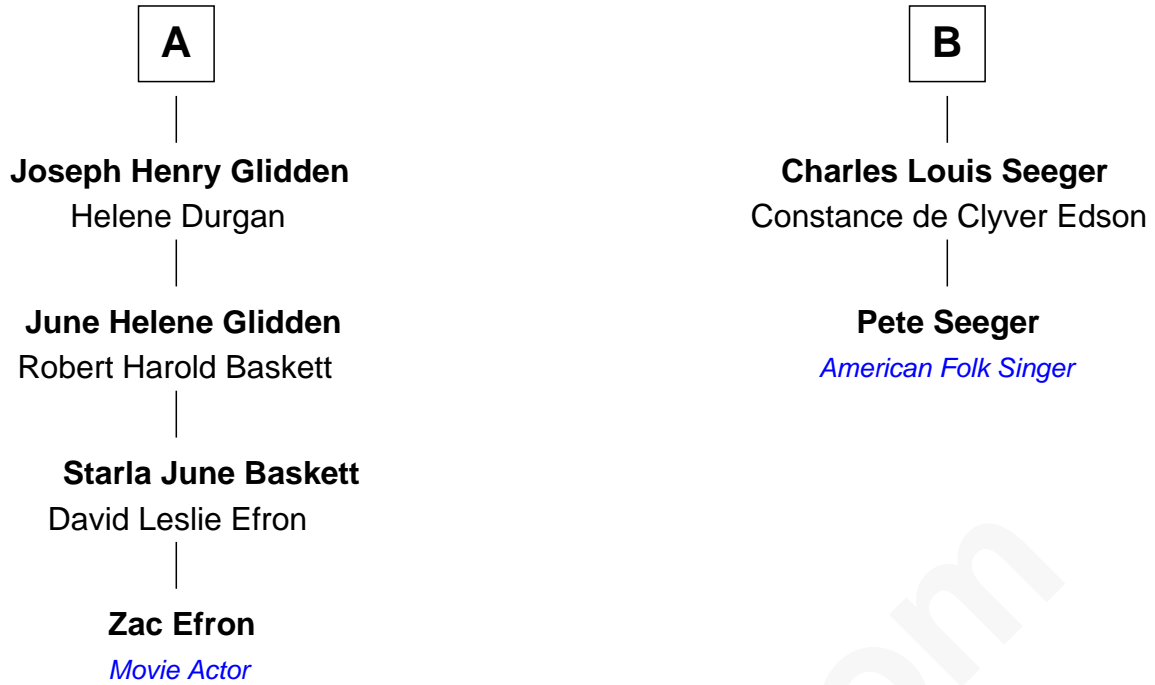 A
Joseph Henry Glidden
Helene Durgan
June Helene Glidden
Robert Harold Baskett
Starla June Baskett
David Leslie Efron
Zac Efron
Movie Actor
B
Charles Louis Seeger
Constance de Clyver Edson
Pete Seeger
American Folk Singer
om